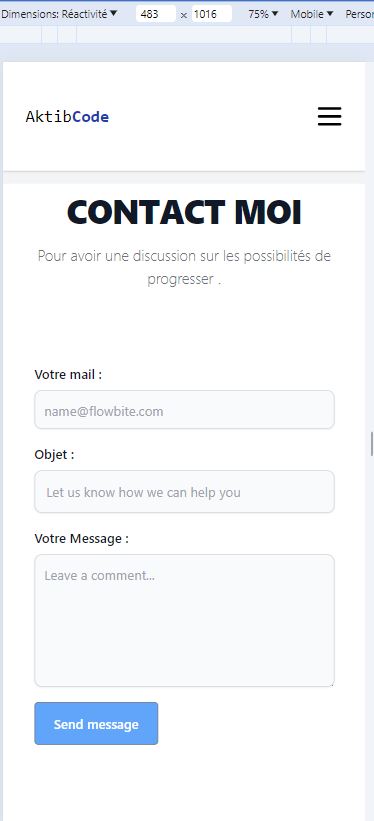 Dimensions: Réactivité 483 x 1016 75% Mobile
AktibCode
CONTACT MOI
Pour avoir une discussion sur les possibilités de
progresser .
Votre mail :
name@flowbite.com
Objet :
Let us know how we can help you
Votre Message :
Leave a comment...
Send message